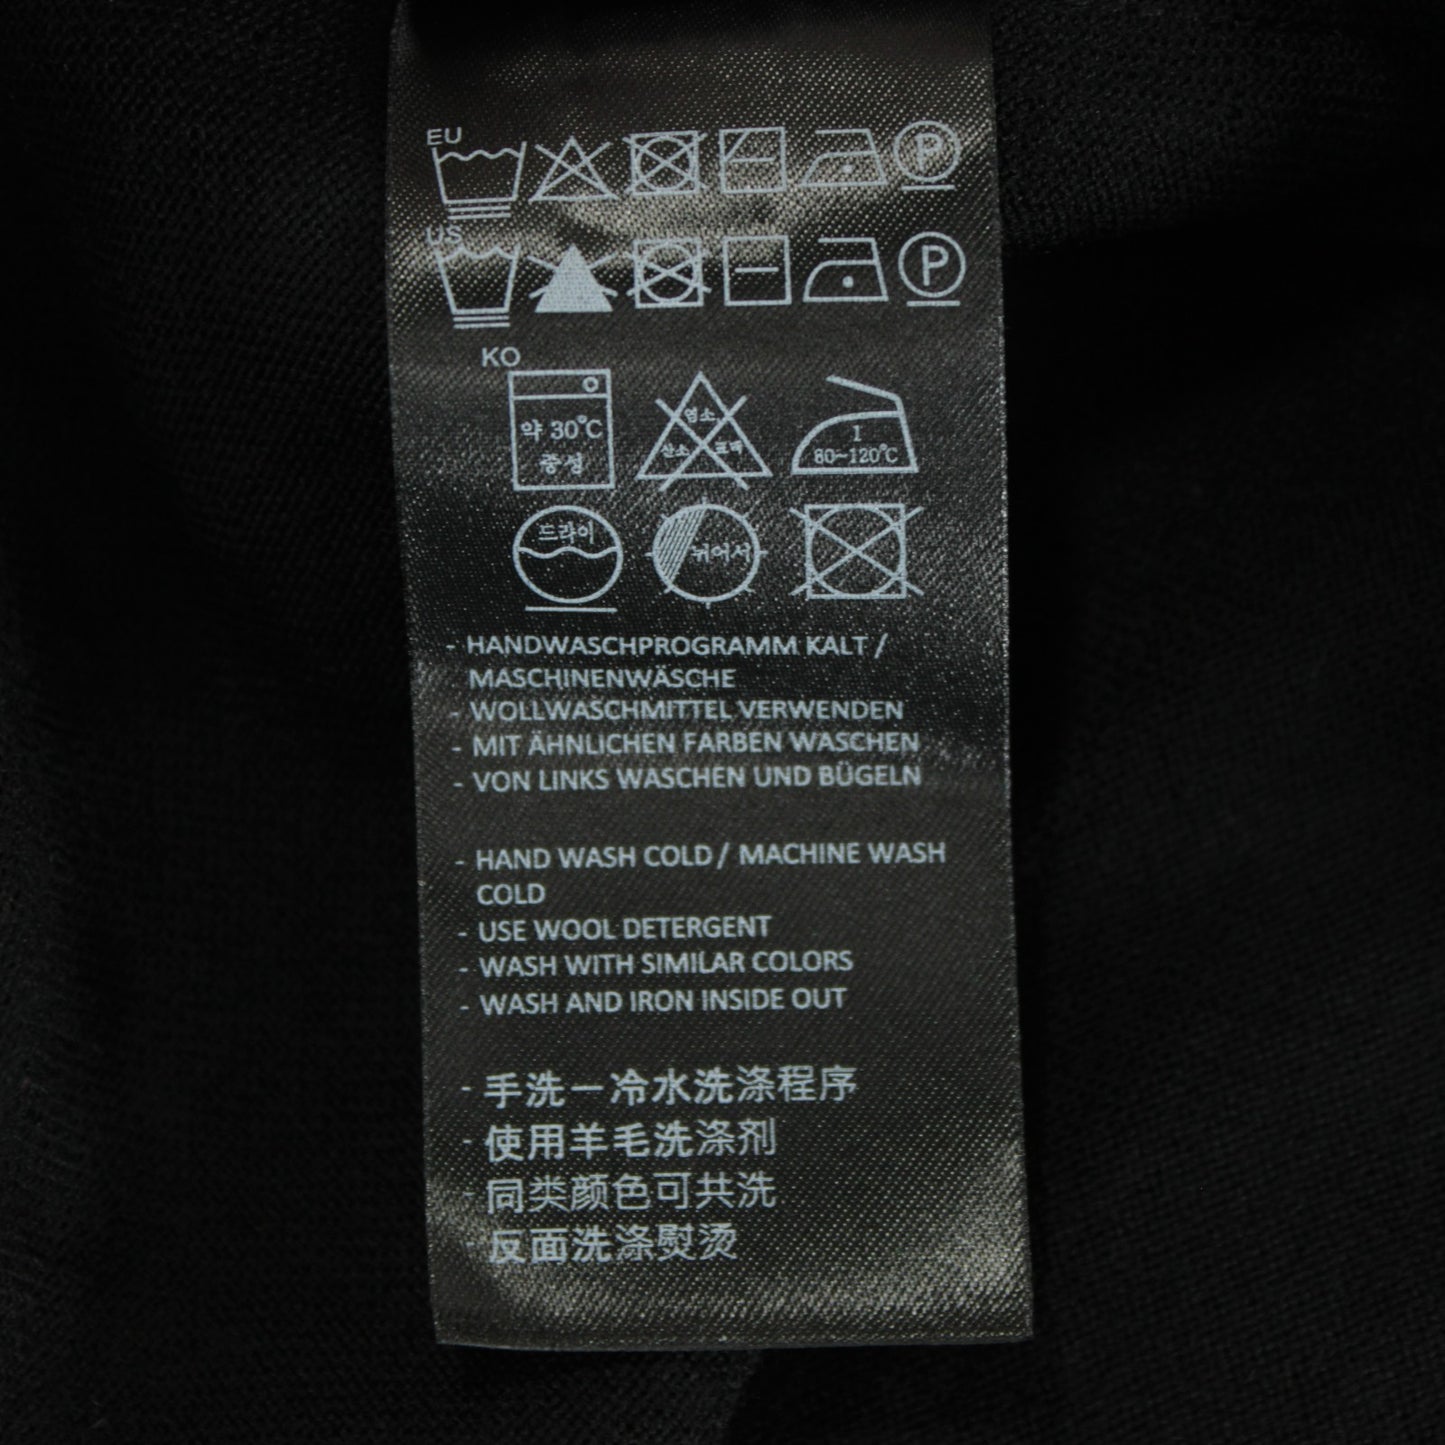 EU
P
US
P
KO
약 30℃
중성
염소
산소 표백
1
80~120℃
드라이
뉘어서
- HANDWASCHPROGRAMM KALT /
MASCHINENWÄSCHE
- WOLLWASCHMITTEL VERWENDEN
- MIT ÄHNLICHEN FARBEN WASCHEN
- VON LINKS WASCHEN UND BÜGELN
- HAND WASH COLD / MACHINE WASH
COLD
- USE WOOL DETERGENT
- WASH WITH SIMILAR COLORS
- WASH AND IRON INSIDE OUT
- 手洗一冷水洗涤程序
- 使用羊毛洗涤剂
- 同类颜色可共洗
- 反面洗涤熨烫